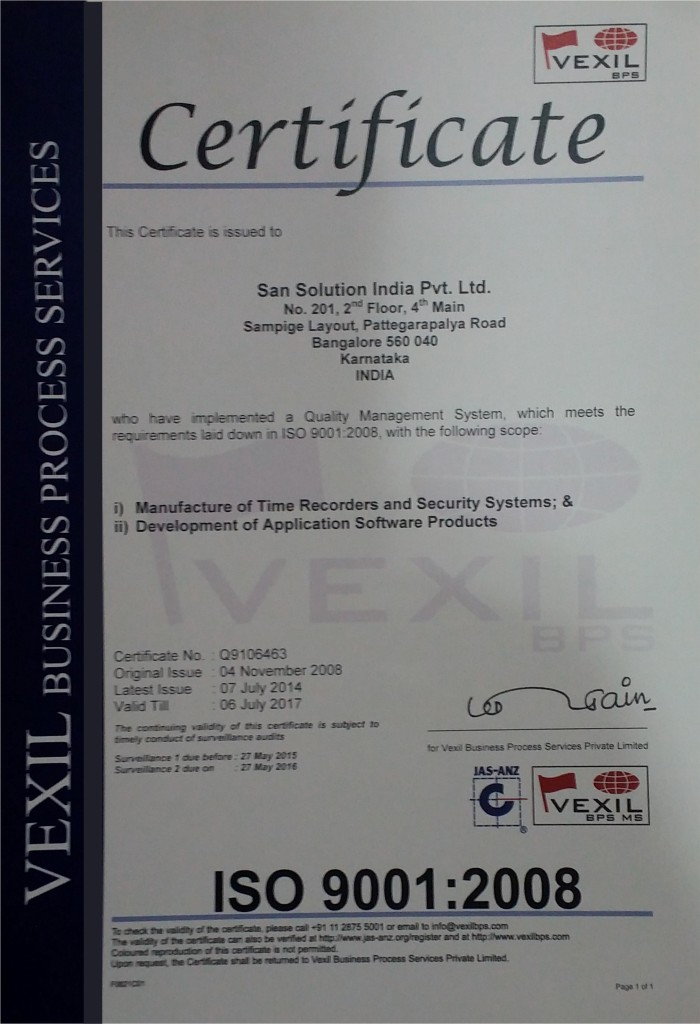 VEXIL BUSINESS PROCESS SERVICES
VEXIL
BPS
Certificate
This Certificate is issued to
San Solution India Pvt. Ltd.
No. 201, 2nd Floor, 4th Main
Sampige Layout, Pattegarapalya Road
Bangalore 560 040
Karnataka
INDIA
who have implemented a Quality Management System, which meets the
requirements laid down in ISO 9001:2008, with the following scope:
i) Manufacture of Time Recorders and Security Systems; &
ii) Development of Application Software Products
VEXIL
BPS
Certificate No. : Q9106463
Original Issue : 04 November 2008
Latest Issue : 07 July 2014
Valid Till : 06 July 2017
The continuing validity of this certificate is subject to
timely conduct of surveillance audits
Surveillance 1 due before : 27 May 2015
Surveillance 2 due on : 27 May 2016
for Vexil Business Process Services Private Limited
JAS-ANZ
C
®
VEXIL
BPS MS
ISO 9001:2008
To check the validity of the certificate, please call +91 11 2875 5001 or email to info@vexilbps.com
The validity of the certificate can also be verified at http://www.jas-anz.org/register and at http://www.vexilbps.com
Coloured reproduction of this certificate is not permitted.
Upon request, the Certificate shall be returned to Vexil Business Process Services Private Limited.
Page 1 of 1